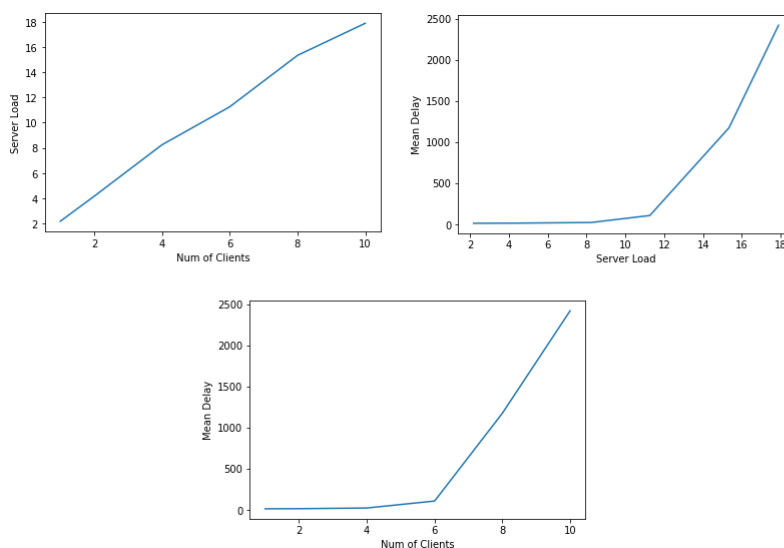 18
16
14
12
10
8
6
4
2
Server Load
2 4 6 8 10
Num of Clients
2500
2000
1500
1000
500
0
Mean Delay
2 4 6 8 10 12 14 16 18
Server Load
2500
2000
1500
1000
500
0
Mean Delay
2 4 6 8 10
Num of Clients